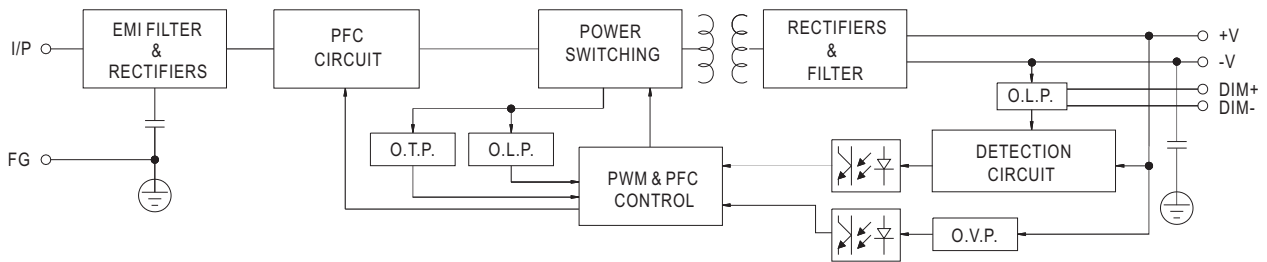 I/P
EMI FILTER
&
RECTIFIERS
PFC
CIRCUIT
POWER
SWITCHING
RECTIFIERS
&
FILTER
+V
-V
DIM+
DIM-
O.L.P.
FG
O.T.P.
O.L.P.
PWM & PFC
CONTROL
DETECTION
CIRCUIT
O.V.P.